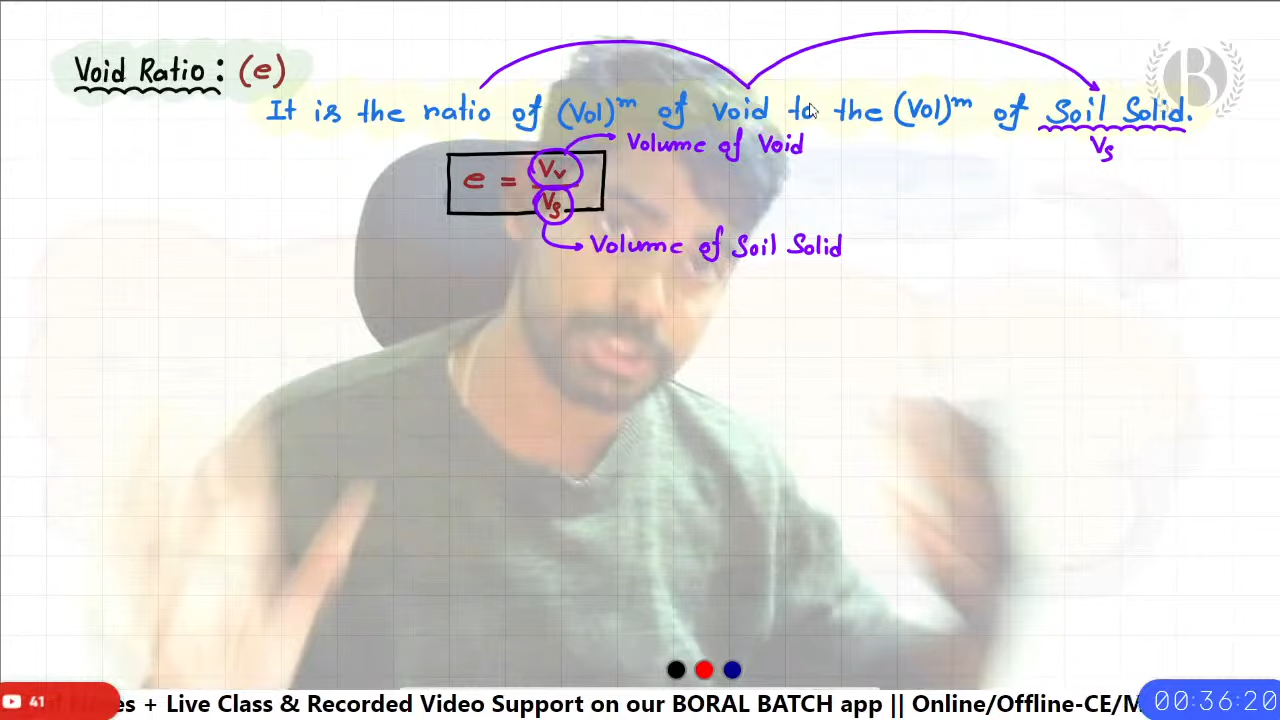 Void Ratio: (e)
It is the ratio of (Vol)ᵐ of void to the (Vol)ᵐ of Soil Solid.
Vs
Volume of Void
e = Vv / Vs
Volume of Soil Solid
B
41
es + Live Class & Recorded Video Support on our BORAL BATCH app || Online/Offline-CE/M
00:36:20